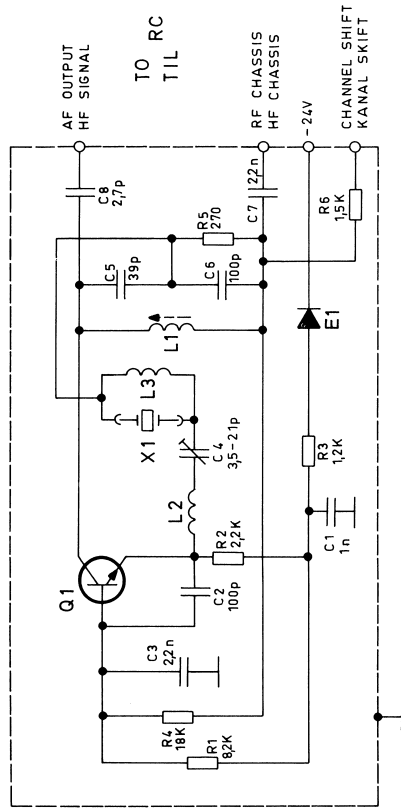 AF OUTPUT
HF SIGNAL
TO RC
TIL
RF CHASSIS
HF CHASSIS
-24V
CHANNEL SHIFT
KANAL SKIFT
C8
2,7p
2,2n
C7
R5
270
R6
1,5K
C5
39p
C6
100p
L1
E1
L3
X1
C4
3,5-21p
R3
1,2K
L2
C1
1n
Q1
R2
2,2K
C2
100p
C3
2,2n
R4
18K
R1
8,2K